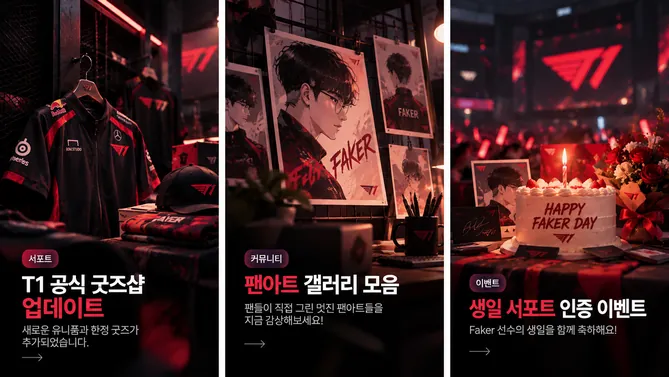 서포트
T1 공식 굿즈샵
업데이트
새로운 유니폼과 한정 굿즈가
추가되었습니다.
FAKER
커뮤니티
팬아트 갤러리 모음
팬들이 직접 그린 멋진 팬아트들을
지금 감상해보세요!
FAKER
FAKER
이벤트
생일 서포트 인증 이벤트
Faker 선수의 생일을 함께 축하해요!
HAPPY
FAKER DAY
T1